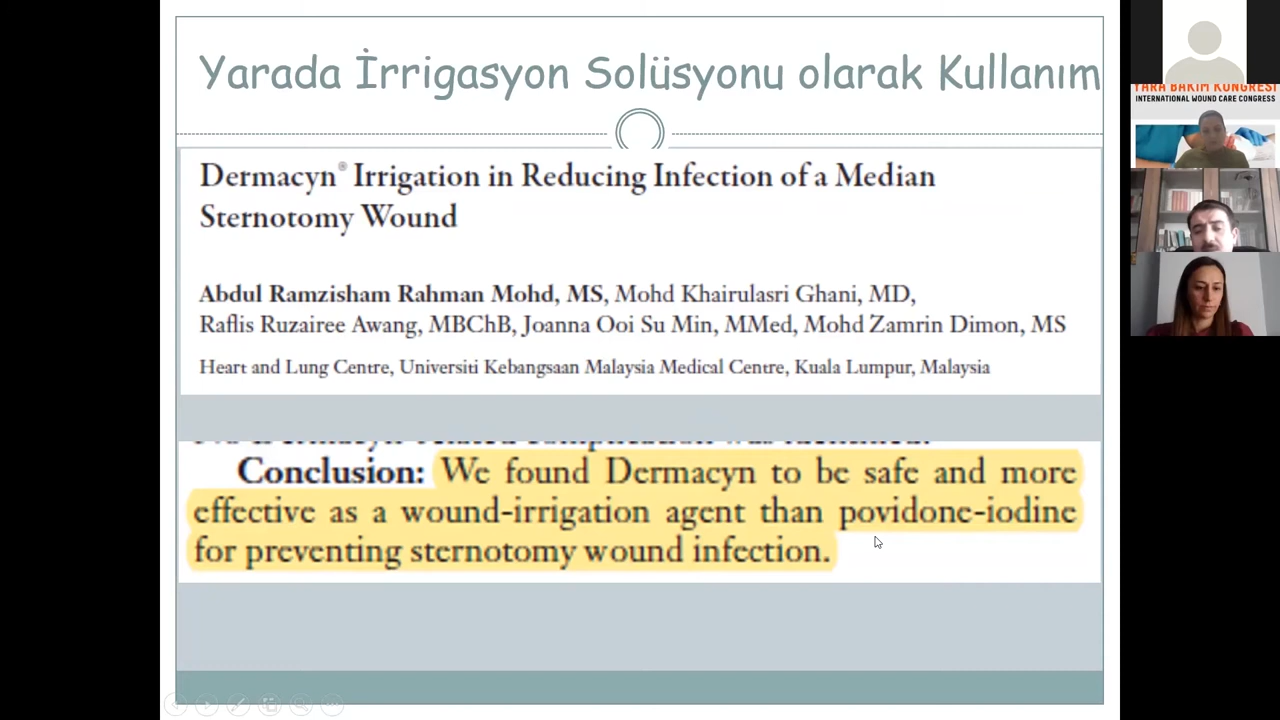 Yarada İrrigasyon Solüsyonu olarak Kullanım
Dermacyn® Irrigation in Reducing Infection of a Median
Sternotomy Wound
Abdul Ramzisham Rahman Mohd, MS, Mohd Khairulasri Ghani, MD,
Raflis Ruzairee Awang, MBChB, Joanna Ooi Su Min, MMed, Mohd Zamrin Dimon, MS
Heart and Lung Centre, Universiti Kebangsaan Malaysia Medical Centre, Kuala Lumpur, Malaysia
Conclusion: We found Dermacyn to be safe and more
effective as a wound-irrigation agent than povidone-iodine
for preventing sternotomy wound infection.
YARA BAKIM KONGRESİ
INTERNATIONAL WOUND CARE CONGRESS